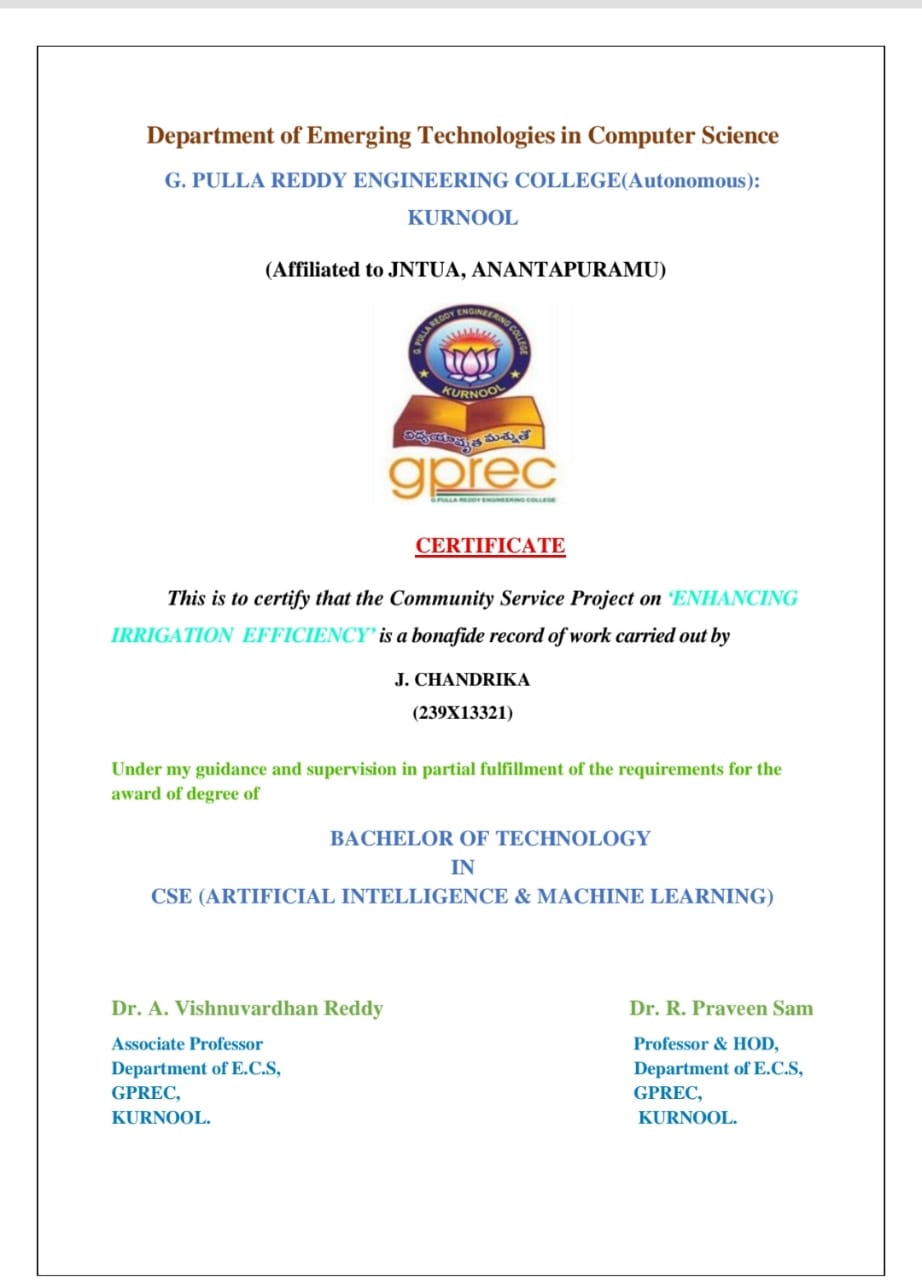 Department of Emerging Technologies in Computer Science
G. PULLA REDDY ENGINEERING COLLEGE(Autonomous):
KURNOOL
(Affiliated to JNTUA, ANANTAPURAMU)
G. PULLA REDDY ENGINEERING COLLEGE
KURNOOL
విద్యయామృత మశ్నుతే
gprec
G.PULLA REDDY ENGINEERING COLLEGE
CERTIFICATE
This is to certify that the Community Service Project on ‘ENHANCING
IRRIGATION EFFICIENCY’ is a bonafide record of work carried out by
J. CHANDRIKA
(239X13321)
Under my guidance and supervision in partial fulfillment of the requirements for the
award of degree of
BACHELOR OF TECHNOLOGY
IN
CSE (ARTIFICIAL INTELLIGENCE & MACHINE LEARNING)
Dr. A. Vishnuvardhan Reddy
Associate Professor
Department of E.C.S,
GPREC,
KURNOOL.
Dr. R. Praveen Sam
Professor & HOD,
Department of E.C.S,
GPREC,
KURNOOL.